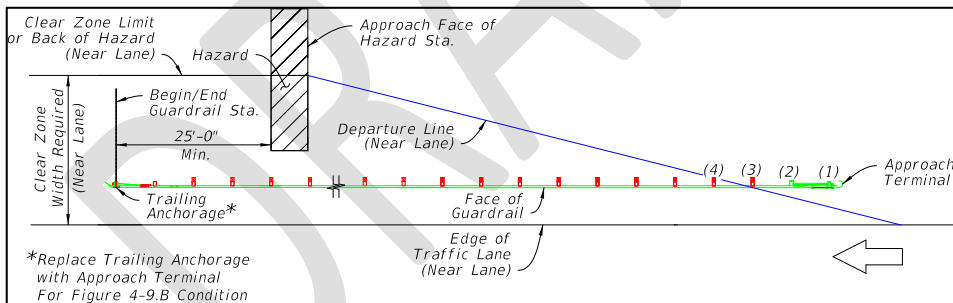 Clear Zone Limit
or Back of Hazard
(Near Lane)
Hazard
Approach Face of
Hazard Sta.
Begin/End
Guardrail Sta.
25'-0"
Min.
Departure Line
(Near Lane)
Clear Zone
Width Required
(Near Lane)
(4)
(3)
(2)
(1)
Approach
Terminal
Trailing
Anchorage*
Face of
Guardrail
Edge of
Traffic Lane
(Near Lane)
*Replace Trailing Anchorage
with Approach Terminal
For Figure 4-9.B Condition
DRA